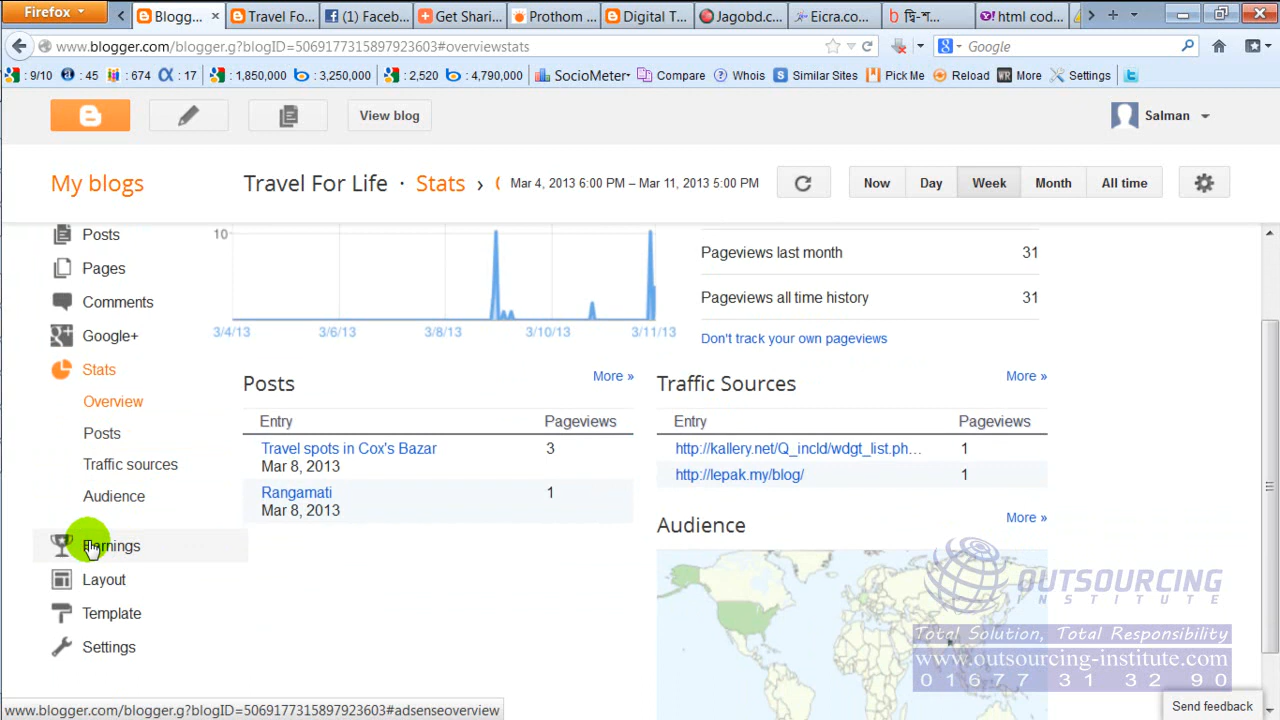 Firefox
Blogg...
Travel Fo...
(1) Faceb...
Get Shari...
Prothom ...
Digital T...
Jagobd.c...
Eicra.co...
দ্বি-শ...
html cod...
www.blogger.com/blogger.g?blogID=5069177315897923603#overviewstats
Google
: 9/10 : 45 : 674 : 17 : 1,850,000 : 3,250,000 : 2,520 : 4,790,000 SocioMeter Compare Whois Similar Sites Pick Me Reload More Settings
View blog
Salman
My blogs
Travel For Life · Stats ›
Mar 4, 2013 6:00 PM – Mar 11, 2013 5:00 PM
Now Day Week Month All time
Posts
Pages
Comments
Google+
Stats
Overview
Posts
Traffic sources
Audience
Earnings
Layout
Template
Settings
10
3/4/13 3/6/13 3/8/13 3/10/13 3/11/13
Pageviews last month 31
Pageviews all time history 31
Don't track your own pageviews
Posts More »
Entry Pageviews
Travel spots in Cox's Bazar 3
Mar 8, 2013
Rangamati 1
Mar 8, 2013
Traffic Sources More »
Entry Pageviews
http://kallery.net/Q_incld/wdgt_list.ph... 1
http://lepak.my/blog/ 1
Audience More »
OUTSOURCING
INSTITUTE
Total Solution, Total Responsibility
www.outsourcing-institute.com
01677 31 32 90
Send feedback
www.blogger.com/blogger.g?blogID=5069177315897923603#adsenseoverview